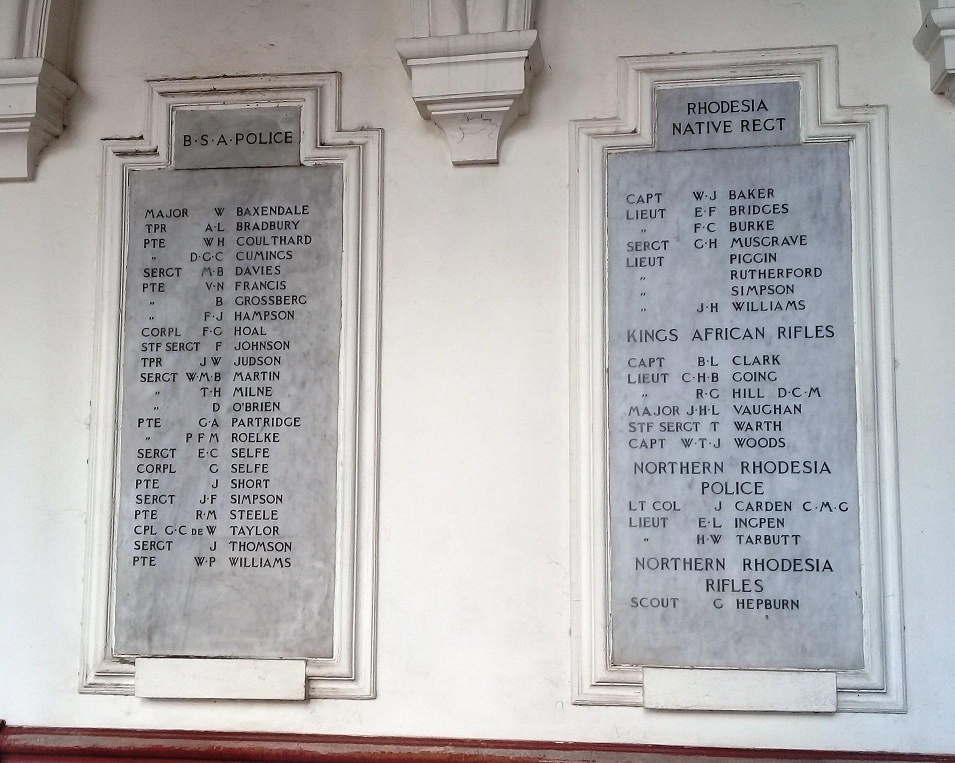 B·S·A·POLICE
MAJOR W BAXENDALE
TPR A·L BRADBURY
PTE W H COULTHARD
" D·G·C CUMINGS
SERGT M·B DAVIES
PTE V·N FRANCIS
" B GROSSBERG
" F·J HAMPSON
CORPL F·G HOAL
STF SERGT F JOHNSON
TPR J W JUDSON
SERGT W·M·B MARTIN
" T·H MILNE
" D O'BRIEN
PTE G·A PARTRIDGE
" P F M ROELKE
SERGT E·C SELFE
CORPL G SELFE
PTE J SHORT
SERGT J·F SIMPSON
PTE R·M STEELE
CPL G·C DE W TAYLOR
SERGT J THOMSON
PTE W·P WILLIAMS
RHODESIA
NATIVE REGT
CAPT W·J BAKER
LIEUT E·F BRIDGES
" F·C BURKE
SERGT G·H MUSGRAVE
LIEUT PIGGIN
" RUTHERFORD
" SIMPSON
" J·H WILLIAMS
KINGS AFRICAN RIFLES
CAPT B·L CLARK
LIEUT C·H·B GOING
" R·G HILL D·C·M
MAJOR J·H·L VAUGHAN
STF SERGT T WARTH
CAPT W·T·J WOODS
NORTHERN RHODESIA
POLICE
LT COL J CARDEN C·M·G
LIEUT E·L INGPEN
" H·W TARBUTT
NORTHERN RHODESIA
RIFLES
SCOUT G HEPBURN